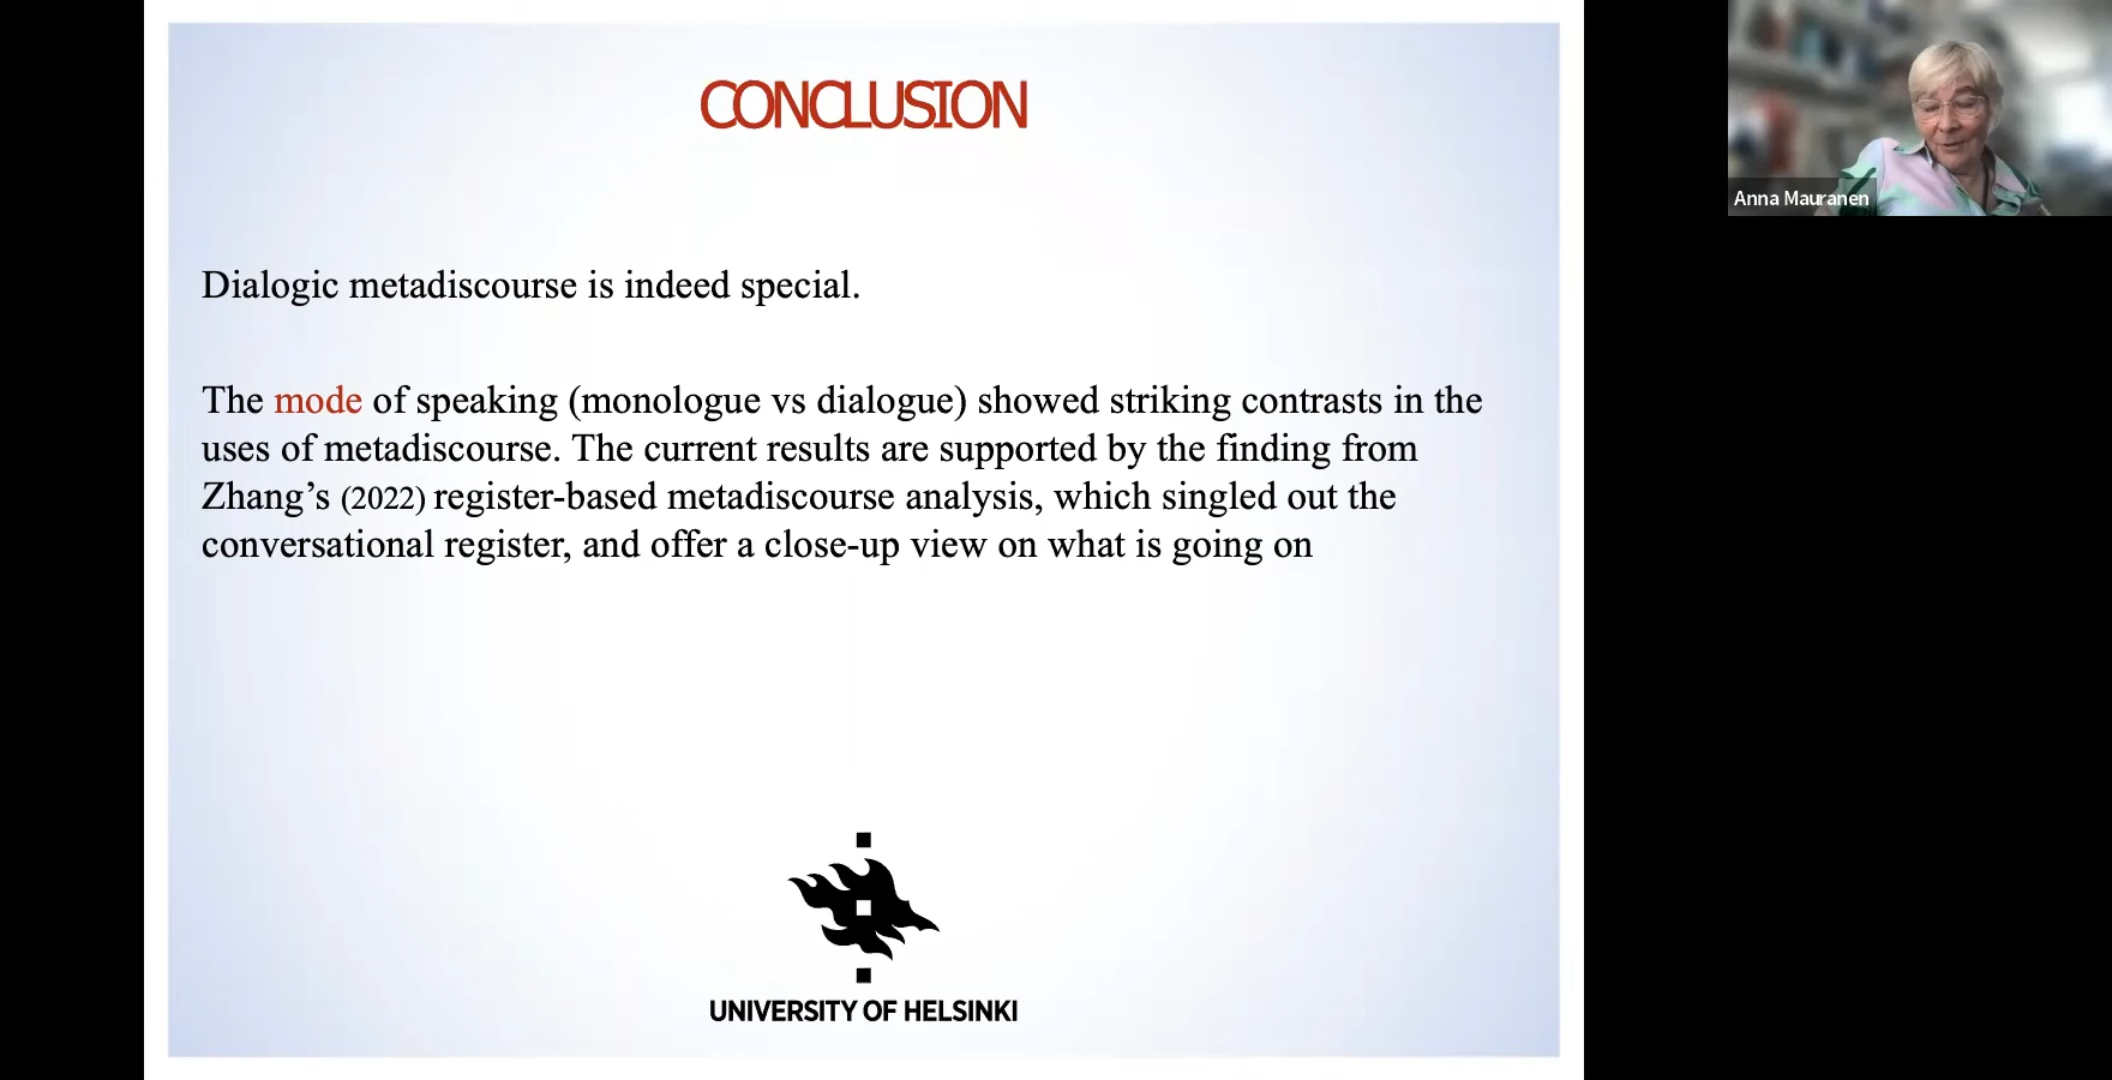 CONCLUSION
Anna Mauranen
Dialogic metadiscourse is indeed special.
The mode of speaking (monologue vs dialogue) showed striking contrasts in the
uses of metadiscourse. The current results are supported by the finding from
Zhang’s (2022) register-based metadiscourse analysis, which singled out the
conversational register, and offer a close-up view on what is going on
UNIVERSITY OF HELSINKI